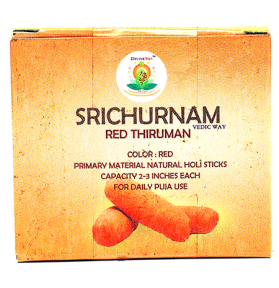 SRICHURNAM
VEDIC WAY
RED THIRUMAN
COLOR : RED
PRIMARY MATERIAL NATURAL HOLI STICKS
CAPACITY 2-3 INCHES EACH
FOR DAILY PUJA USE